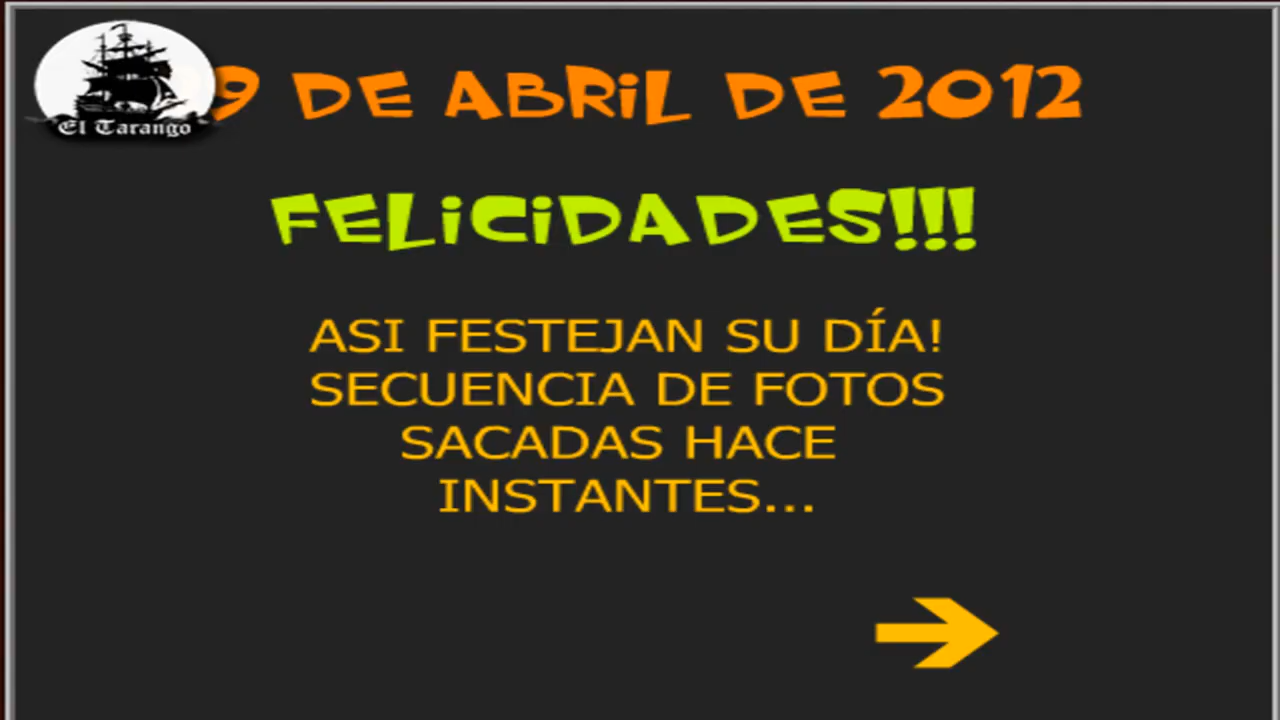 El Tarango
9 DE ABRIL DE 2012
FELICIDADES!!!
ASI FESTEJAN SU DÍA!
SECUENCIA DE FOTOS
SACADAS HACE
INSTANTES...